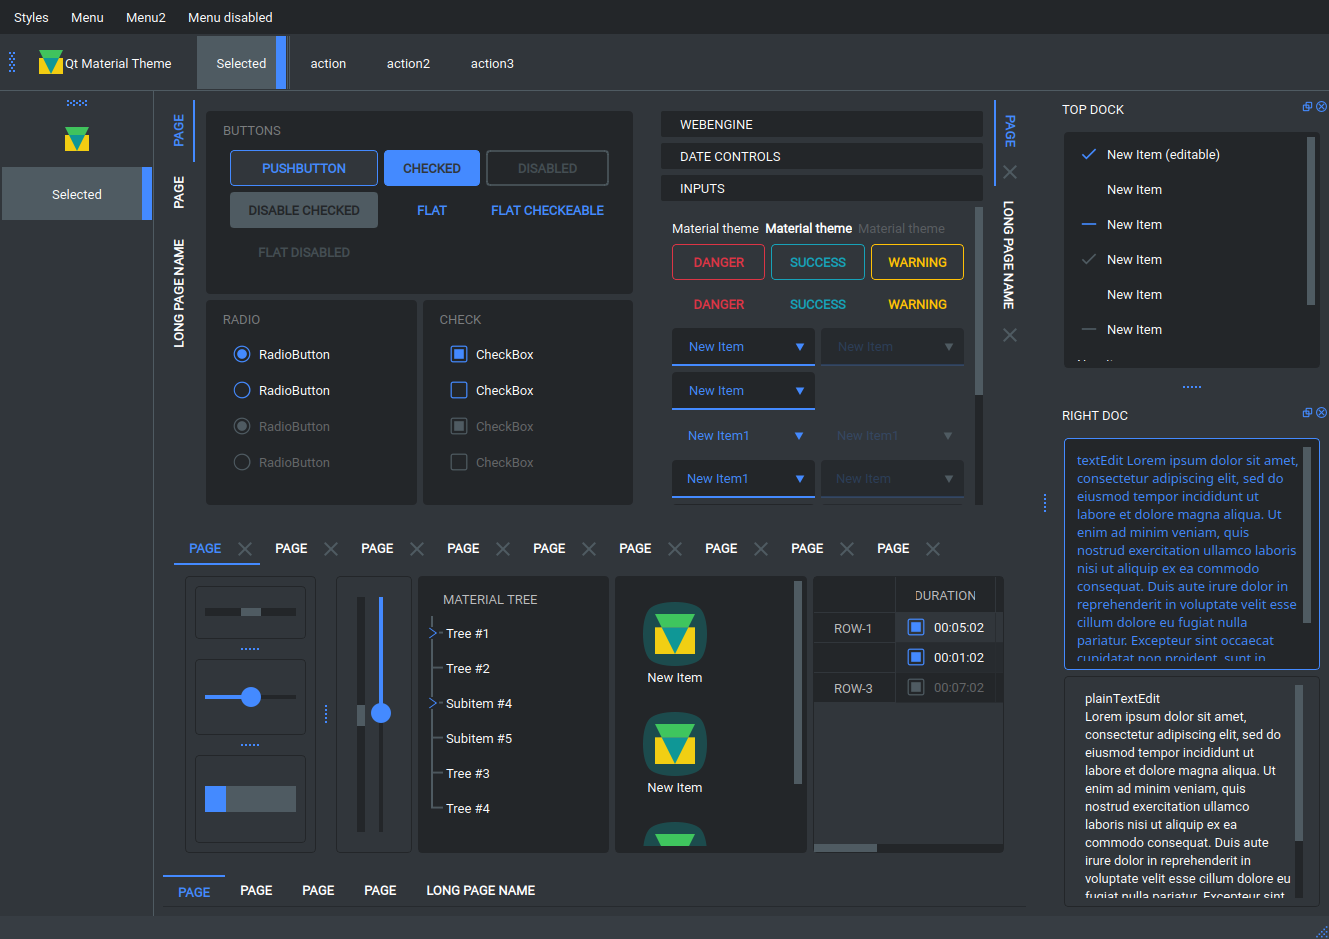 Styles Menu Menu2 Menu disabled
Qt Material Theme Selected action action2 action3
Selected
PAGE
PAGE
LONG PAGE NAME
BUTTONS
PUSHBUTTON CHECKED DISABLED
DISABLE CHECKED FLAT FLAT CHECKEABLE
FLAT DISABLED
RADIO
RadioButton
RadioButton
RadioButton
RadioButton
CHECK
CheckBox
CheckBox
CheckBox
CheckBox
WEBENGINE
DATE CONTROLS
INPUTS
Material theme Material theme Material theme
DANGER SUCCESS WARNING
DANGER SUCCESS WARNING
New Item New Item
New Item
New Item1 New Item1
New Item1 New Item
PAGE
LONG PAGE NAME
PAGE PAGE PAGE PAGE PAGE PAGE PAGE PAGE PAGE
MATERIAL TREE
Tree #1
Tree #2
Subitem #4
Subitem #5
Tree #3
Tree #4
New Item
New Item
DURATION
ROW-1 00:05:02
00:01:02
ROW-3 00:07:02
PAGE PAGE PAGE PAGE LONG PAGE NAME
TOP DOCK
New Item (editable)
New Item
New Item
New Item
New Item
New Item
RIGHT DOC
textEdit Lorem ipsum dolor sit amet,
consectetur adipiscing elit, sed do
eiusmod tempor incididunt ut
labore et dolore magna aliqua. Ut
enim ad minim veniam, quis
nostrud exercitation ullamco laboris
nisi ut aliquip ex ea commodo
consequat. Duis aute irure dolor in
reprehenderit in voluptate velit esse
cillum dolore eu fugiat nulla
pariatur. Excepteur sint occaecat
cupidatat non proident, sunt in
plainTextEdit
Lorem ipsum dolor sit amet,
consectetur adipiscing elit, sed do
eiusmod tempor incididunt ut
labore et dolore magna aliqua. Ut
enim ad minim veniam, quis
nostrud exercitation ullamco
laboris nisi ut aliquip ex ea
commodo consequat. Duis aute
irure dolor in reprehenderit in
voluptate velit esse cillum dolore eu
fugiat nulla pariatur. Excepteur sint